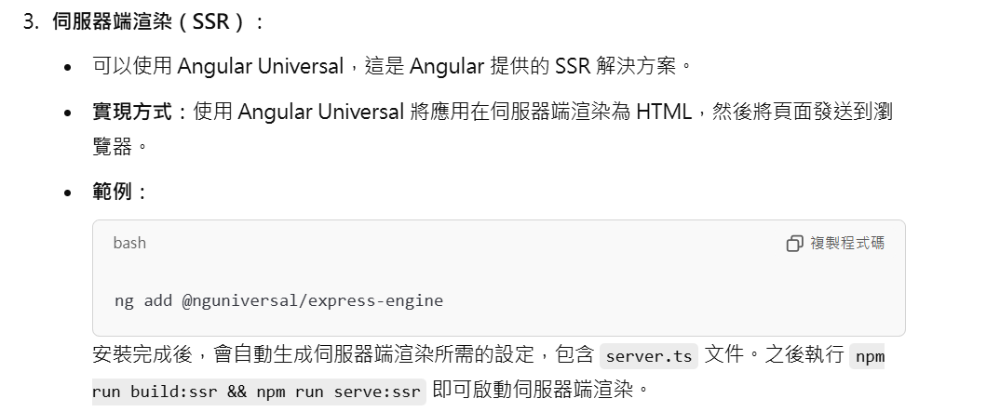 3. 伺服器端渲染（SSR）：
• 可以使用 Angular Universal，這是 Angular 提供的 SSR 解決方案。
• 實現方式：使用 Angular Universal 將應用在伺服器端渲染為 HTML，然後將頁面發送到瀏
覽器。
• 範例：
bash 複製程式碼
ng add @nguniversal/express-engine
安裝完成後，會自動生成伺服器端渲染所需的設定，包含 server.ts 文件。之後執行 npm
run build:ssr && npm run serve:ssr 即可啟動伺服器端渲染。